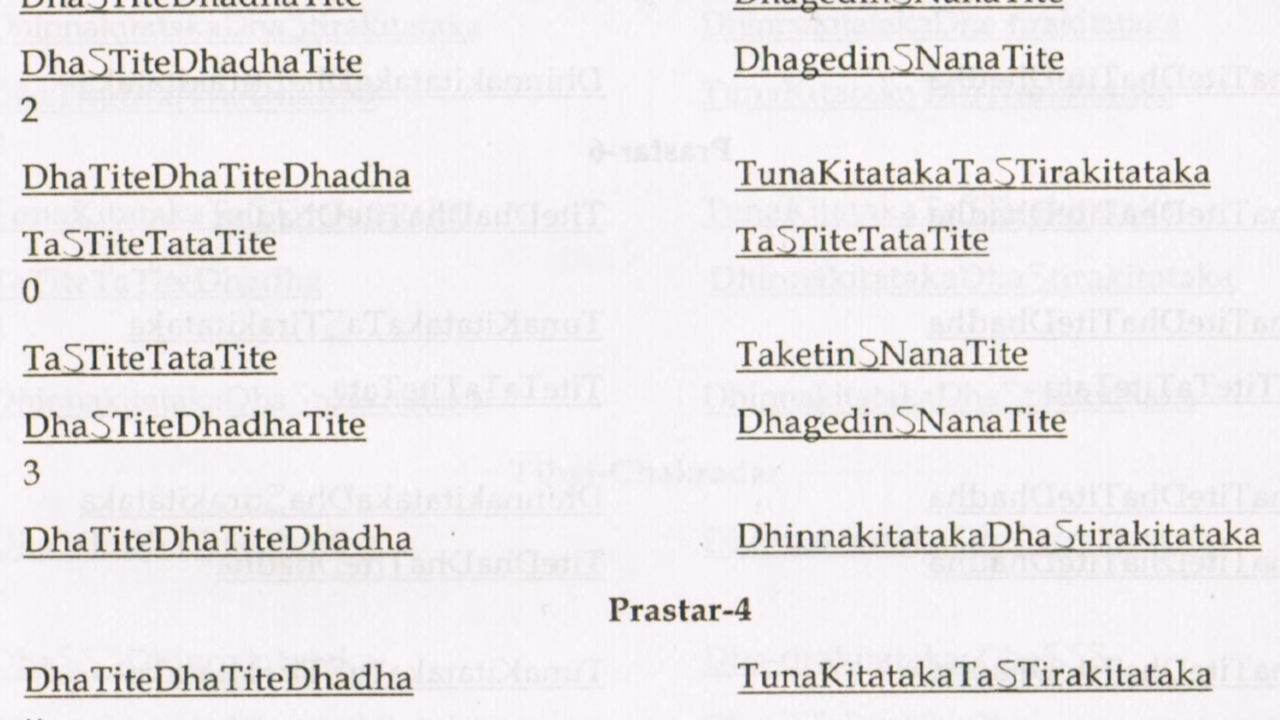 DhaSTiteDhadhaTite DhagedinSNanaTite
DhaSTiteDhadhaTite DhagedinSNanaTite
2
DhaTiteDhaTiteDhadha TunaKitatakaTaSTirakitataka
TaSTiteTataTite TaSTiteTataTite
0
TaSTiteTataTite TaketinSNanaTite
DhaSTiteDhadhaTite DhagedinSNanaTite
3
DhaTiteDhaTiteDhadha DhinnakitatakaDhaStirakitataka
Prastar-4
DhaTiteDhaTiteDhadha TunaKitatakaTaSTirakitataka